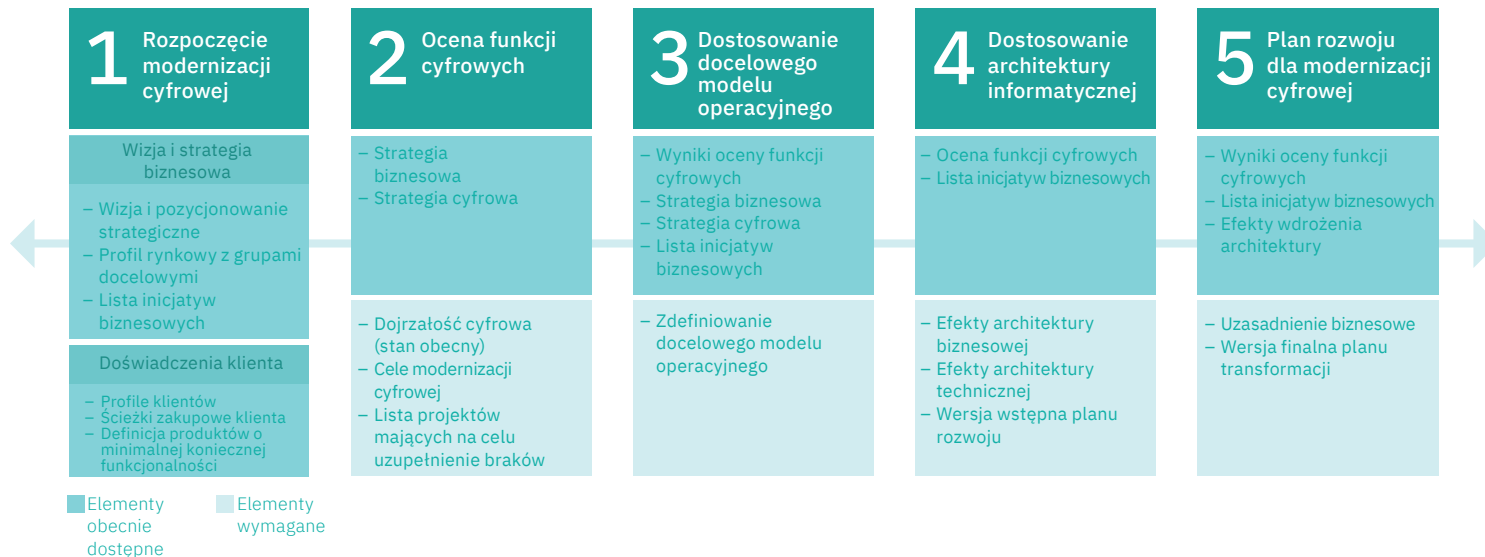 1
Rozpoczęcie
modernizacji
cyfrowej
Wizja i strategia
biznesowa
– Wizja i pozycjonowanie
strategiczne
– Profil rynkowy z grupami
docelowymi
– Lista inicjatyw
biznesowych
Doświadczenia klienta
– Profile klientów
– Ścieżki zakupowe klienta
– Definicja produktów o
minimalnej koniecznej
funkcjonalności
2
Ocena funkcji
cyfrowych
– Strategia
biznesowa
– Strategia cyfrowa
– Dojrzałość cyfrowa
(stan obecny)
– Cele modernizacji
cyfrowej
– Lista projektów
mających na celu
uzupełnienie braków
3
Dostosowanie
docelowego
modelu
operacyjnego
– Wyniki oceny funkcji
cyfrowych
– Strategia biznesowa
– Strategia cyfrowa
– Lista inicjatyw
biznesowych
– Zdefiniowanie
docelowego modelu
operacyjnego
4
Dostosowanie
architektury
informatycznej
– Ocena funkcji cyfrowych
– Lista inicjatyw biznesowych
– Efekty architektury
biznesowej
– Efekty architektury
technicznej
– Wersja wstępna planu
rozwoju
5
Plan rozwoju
dla modernizacji
cyfrowej
– Wyniki oceny funkcji
cyfrowych
– Lista inicjatyw biznesowych
– Efekty wdrożenia
architektury
– Uzasadnienie biznesowe
– Wersja finalna planu
transformacji
Elementy
obecnie
dostępne
Elementy
wymagane